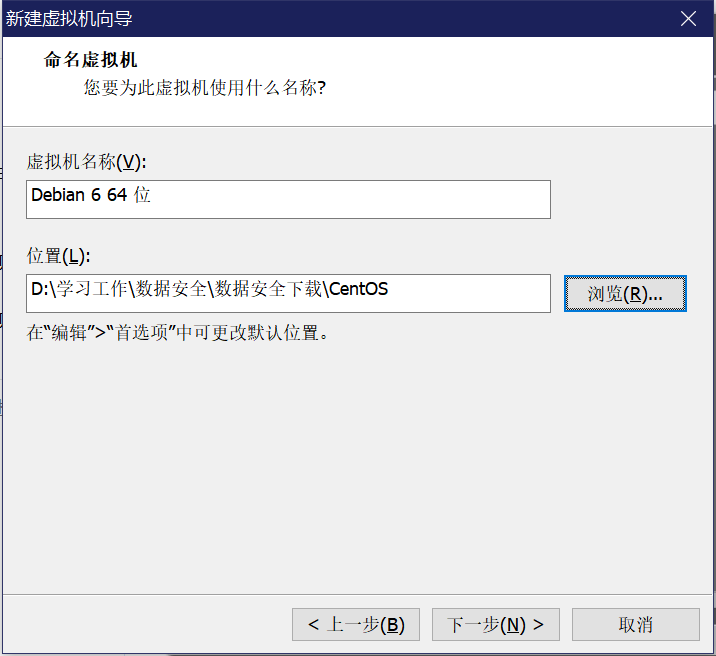 新建虚拟机向导
命名虚拟机
您要为此虚拟机使用什么名称?
虚拟机名称(V):
Debian 6 64 位
位置(L):
D:\学习工作\数据安全\数据安全下载\CentOS
浏览(R)...
在“编辑”>“首选项”中可更改默认位置。
< 上一步(B)
下一步(N) >
取消